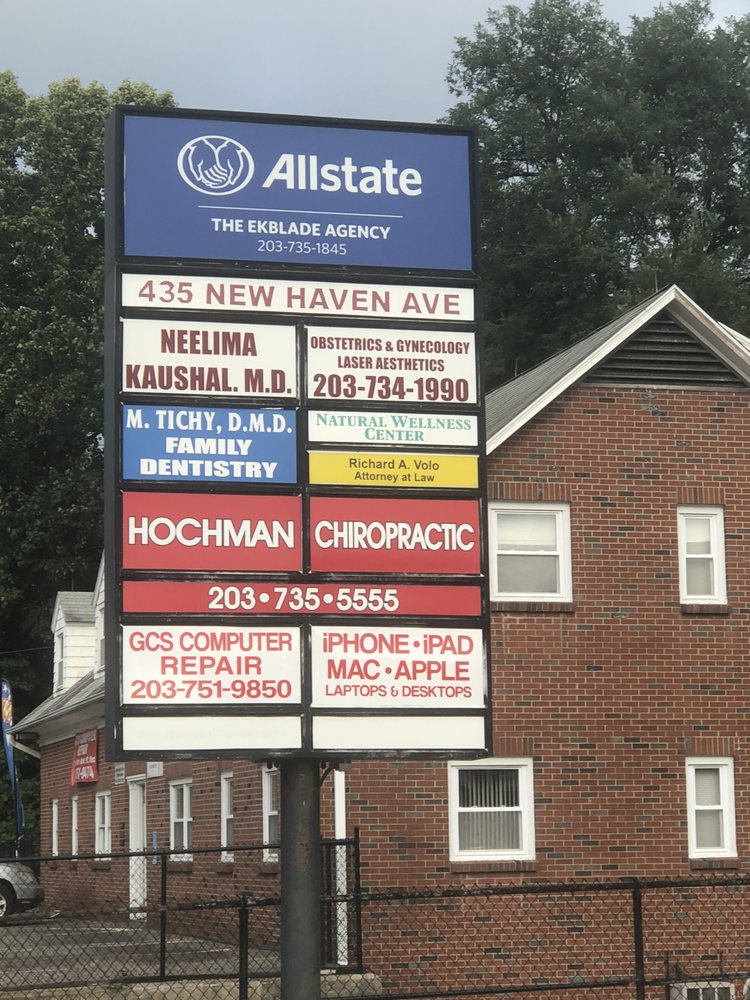 Allstate
THE EKBLADE AGENCY
203-735-1845
435 NEW HAVEN AVE
NEELIMA
KAUSHAL. M.D.
OBSTETRICS & GYNECOLOGY
LASER AESTHETICS
203-734-1990
M. TICHY, D.M.D.
FAMILY
DENTISTRY
NATURAL WELLNESS
CENTER
Richard A. Volo
Attorney at Law
HOCHMAN
CHIROPRACTIC
203•735•5555
GCS COMPUTER
REPAIR
203-751-9850
iPHONE•iPAD
MAC•APPLE
LAPTOPS & DESKTOPS